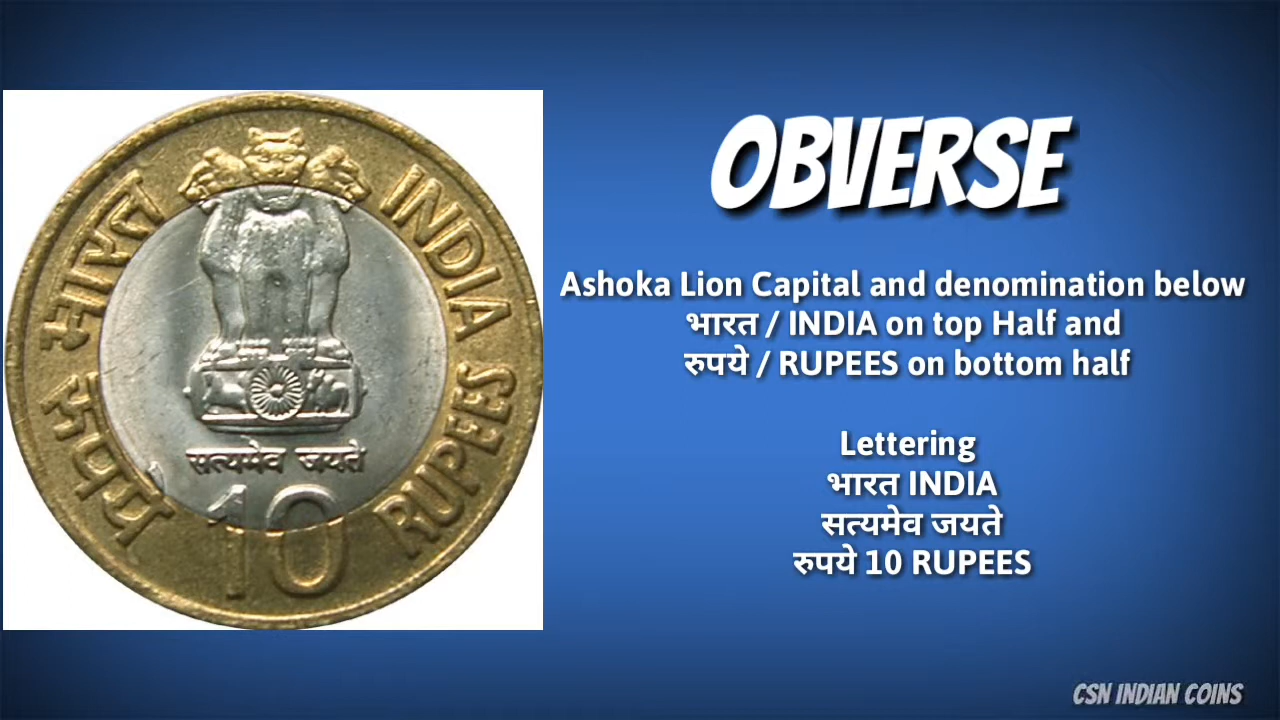 भारत
INDIA
रुपये
RUPEES
सत्यमेव जयते
10
OBVERSE
Ashoka Lion Capital and denomination below
भारत / INDIA on top Half and
रुपये / RUPEES on bottom half
Lettering
भारत INDIA
सत्यमेव जयते
रुपये 10 RUPEES
CSN INDIAN COINS